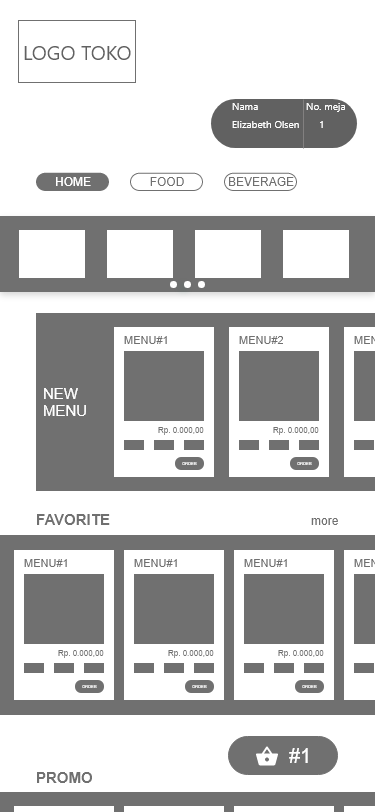 LOGO TOKO
Nama No. meja
Elizabeth Olsen 1
HOME FOOD BEVERAGE
MENU#1 MENU#2 MEN
NEW
MENU
Rp. 0.000,00 Rp. 0.000,00
ORDER ORDER
FAVORITE more
MENU#1 MENU#1 MENU#1 MEN
Rp. 0.000,00 Rp. 0.000,00 Rp. 0.000,00
ORDER ORDER ORDER
#1
PROMO